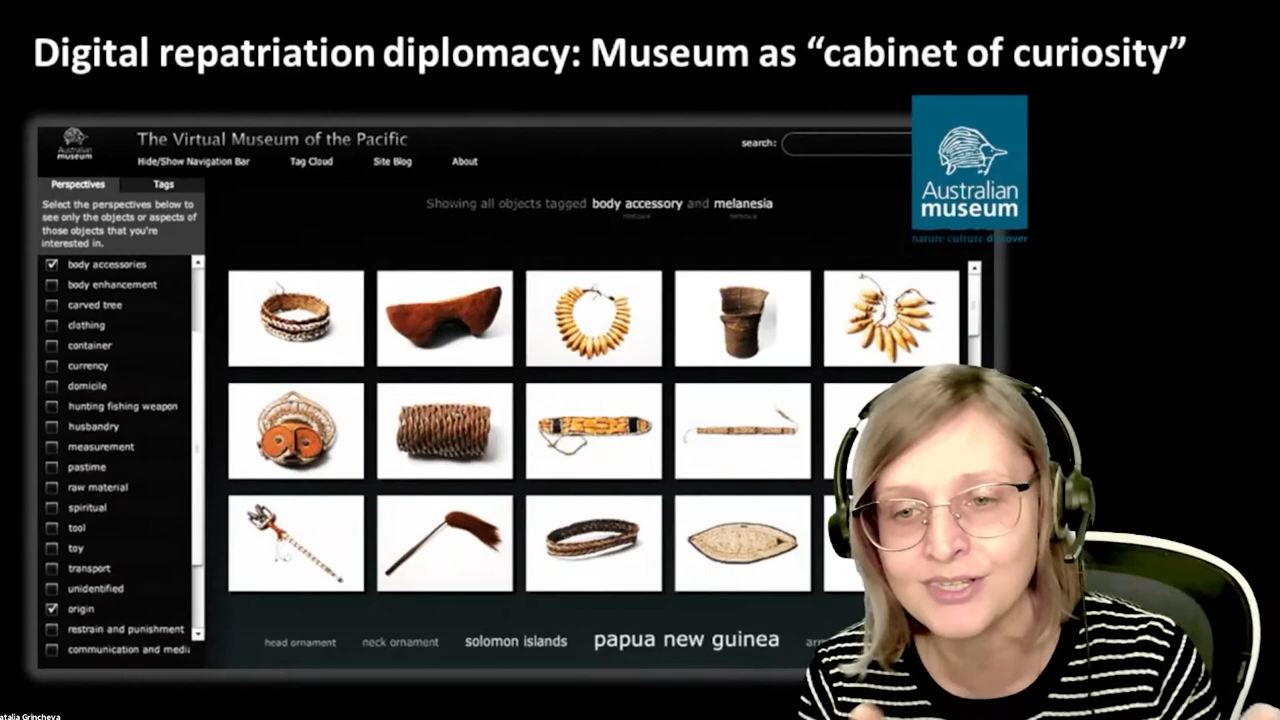 Digital repatriation diplomacy: Museum as “cabinet of curiosity”
Australian
museum
The Virtual Museum of the Pacific
Hide/Show Navigation Bar
Tag Cloud
Site Blog
About
search:
Australian
museum
nature culture discover
Perspectives
Tags
Select the perspectives below to
see only the objects or aspects of
those objects that you're
interested in.
Showing all objects tagged body accessory and melanesia
remove
remove
body accessories
body enhancement
carved tree
clothing
container
currency
domicile
hunting fishing weapon
husbandry
measurement
pastime
raw material
spiritual
tool
toy
transport
unidentified
origin
restrain and punishment
communication and media
head ornament
neck ornament
solomon islands
papua new guinea
atalia Grincheva